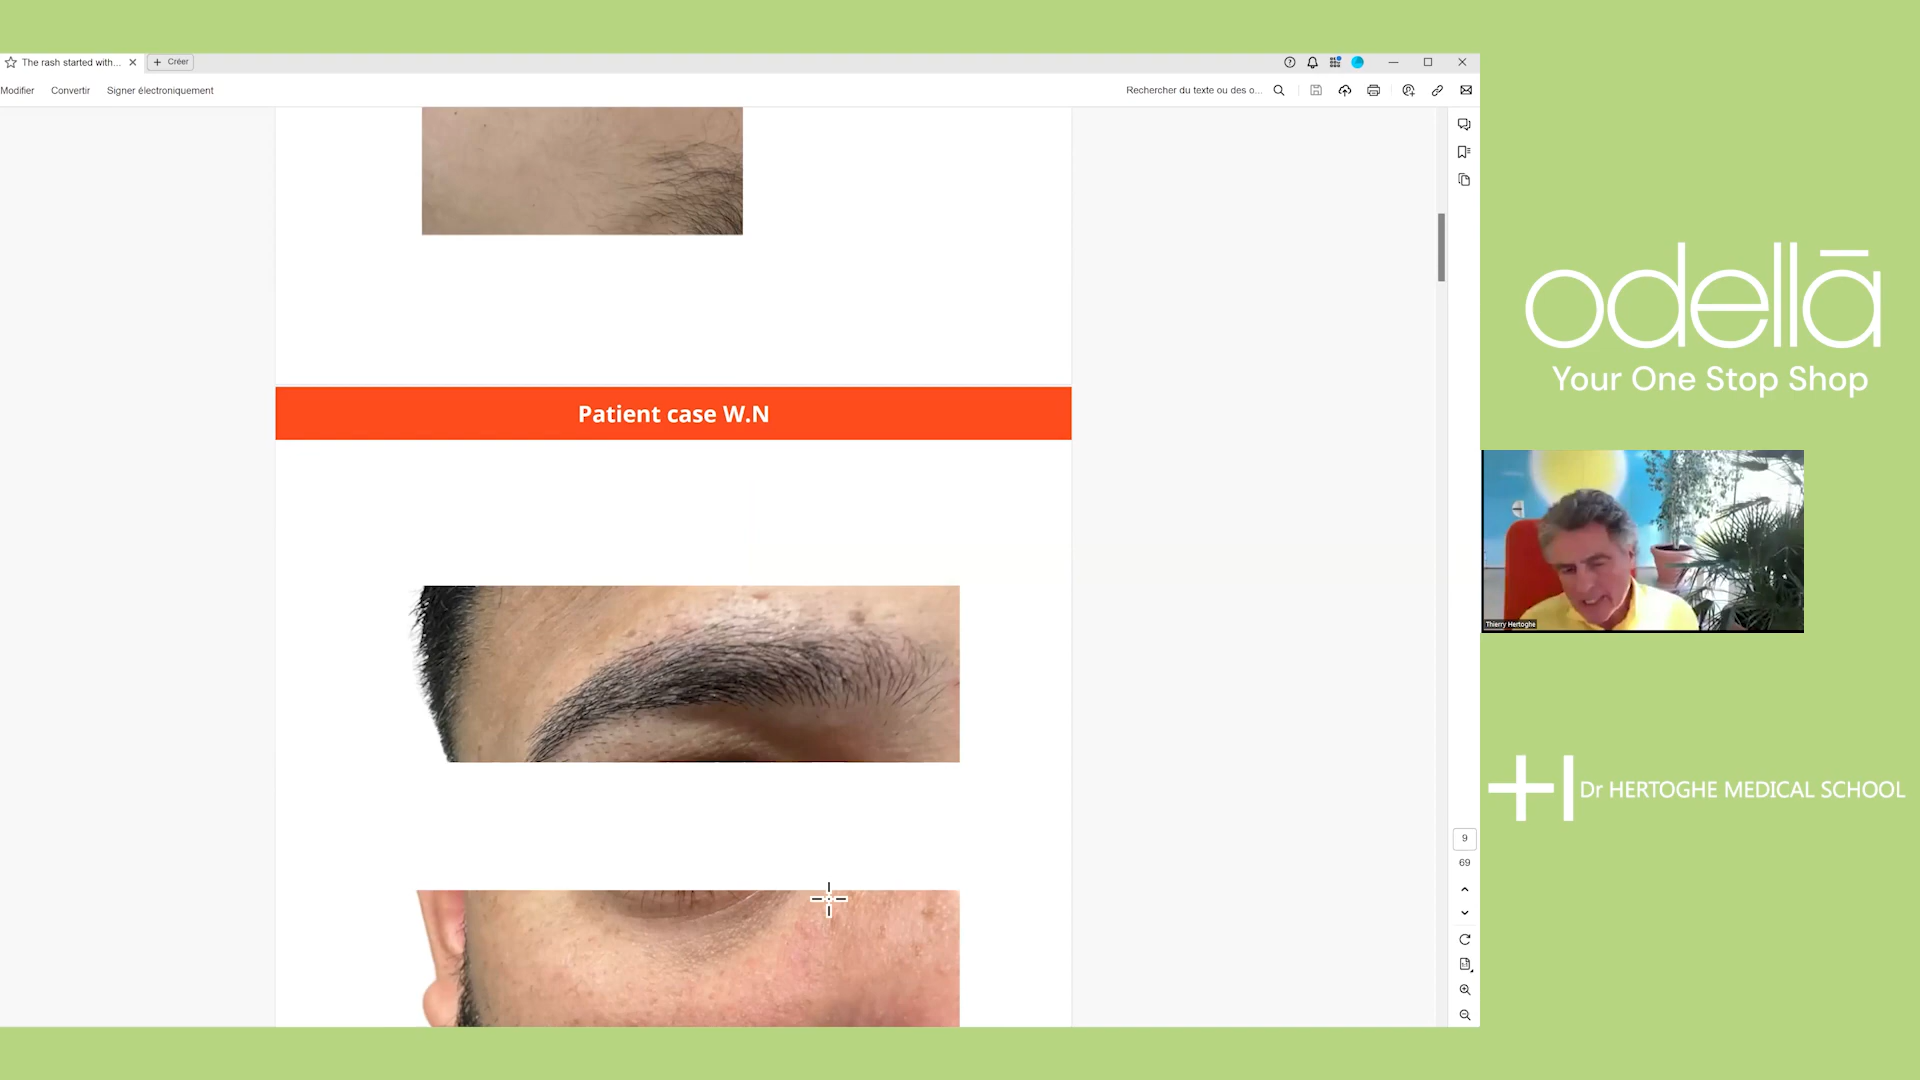 The rash started with...
Créer
Modifier
Convertir
Signer électroniquement
Rechercher du texte ou des o...
Patient case W.N
odellā
Your One Stop Shop
Thierry Hertoghe
Dr HERTOGHE MEDICAL SCHOOL
9
69